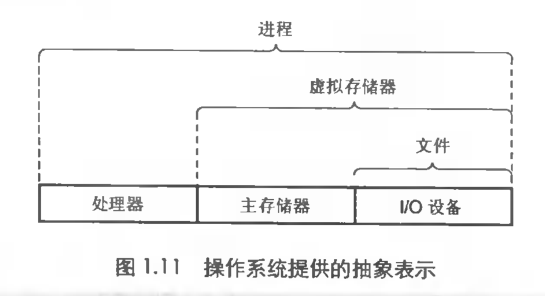 进程
虚拟存储器
文件
处理器 主存储器 I/O 设备
图 1.11 操作系统提供的抽象表示